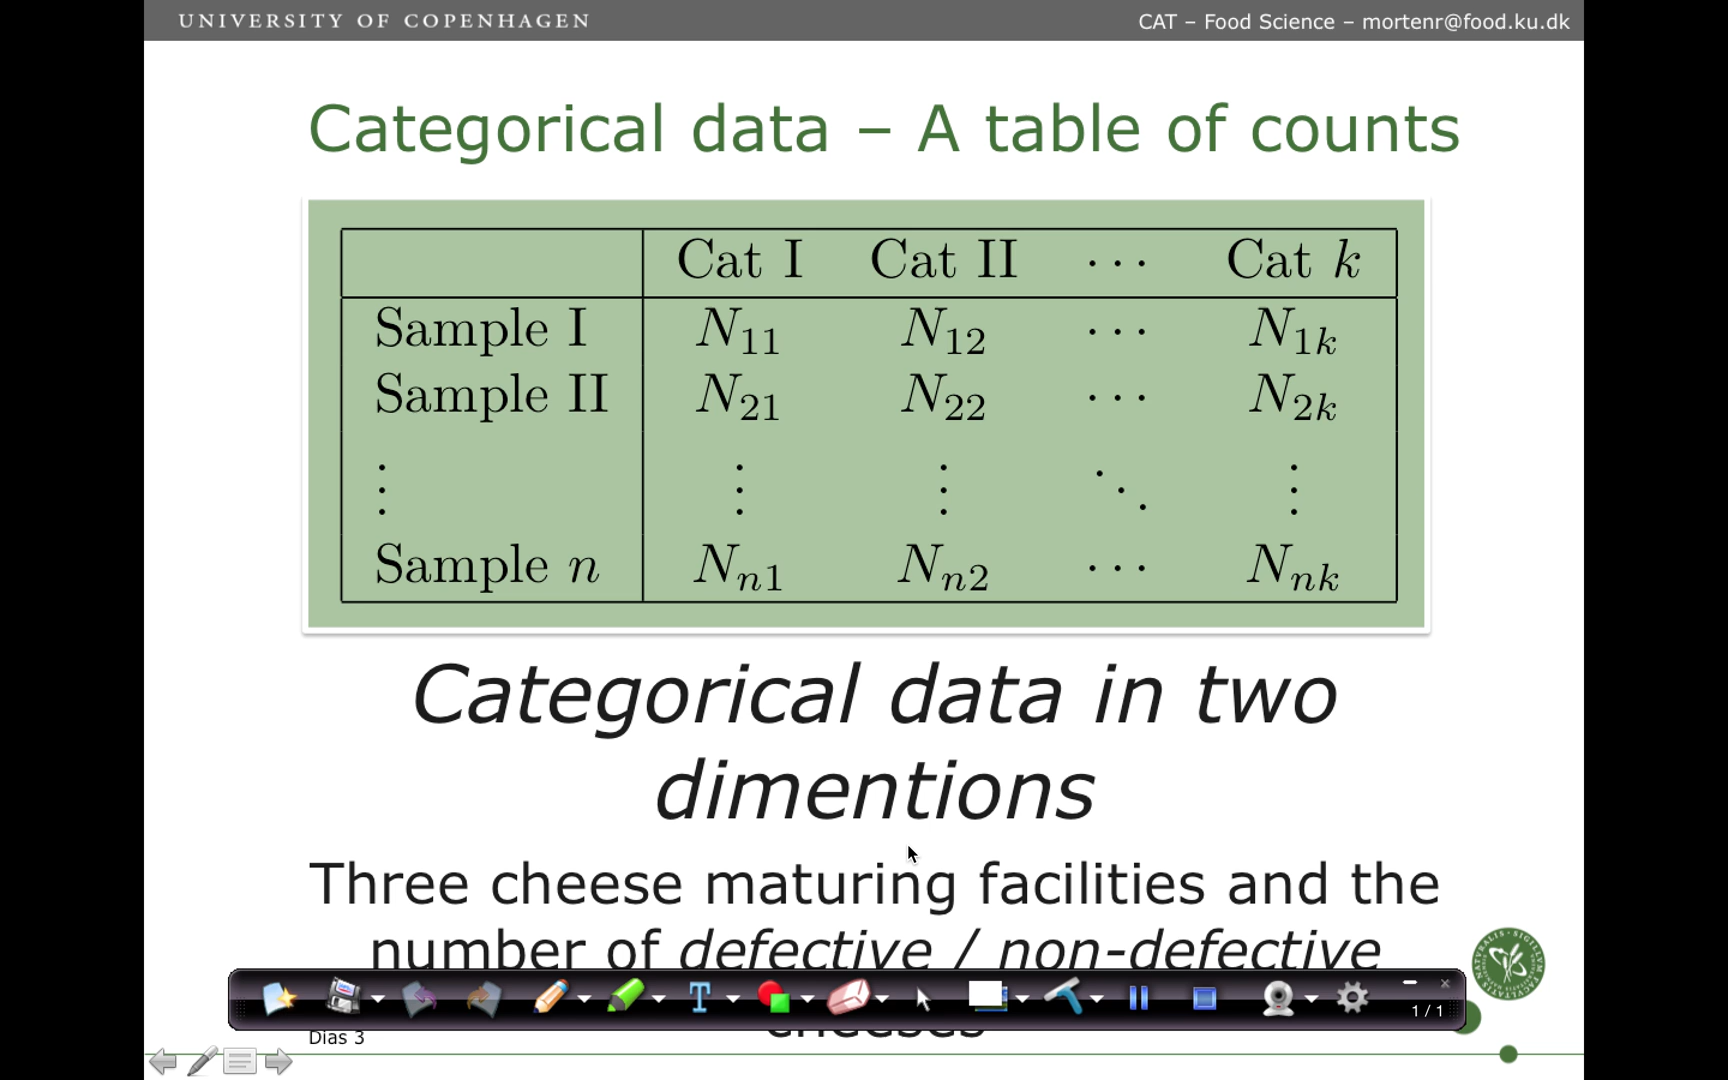 UNIVERSITY OF COPENHAGEN
CAT – Food Science – mortenr@food.ku.dk
Categorical data – A table of counts
Cat I Cat II ··· Cat k
Sample I N11 N12 ··· N1k
Sample II N21 N22 ··· N2k
⋮ ⋮ ⋮ ⋱ ⋮
Sample n Nn1 Nn2 ··· Nnk
Categorical data in two
dimentions
Three cheese maturing facilities and the
number of defective / non-defective
cheeses
1 / 1
Dias 3